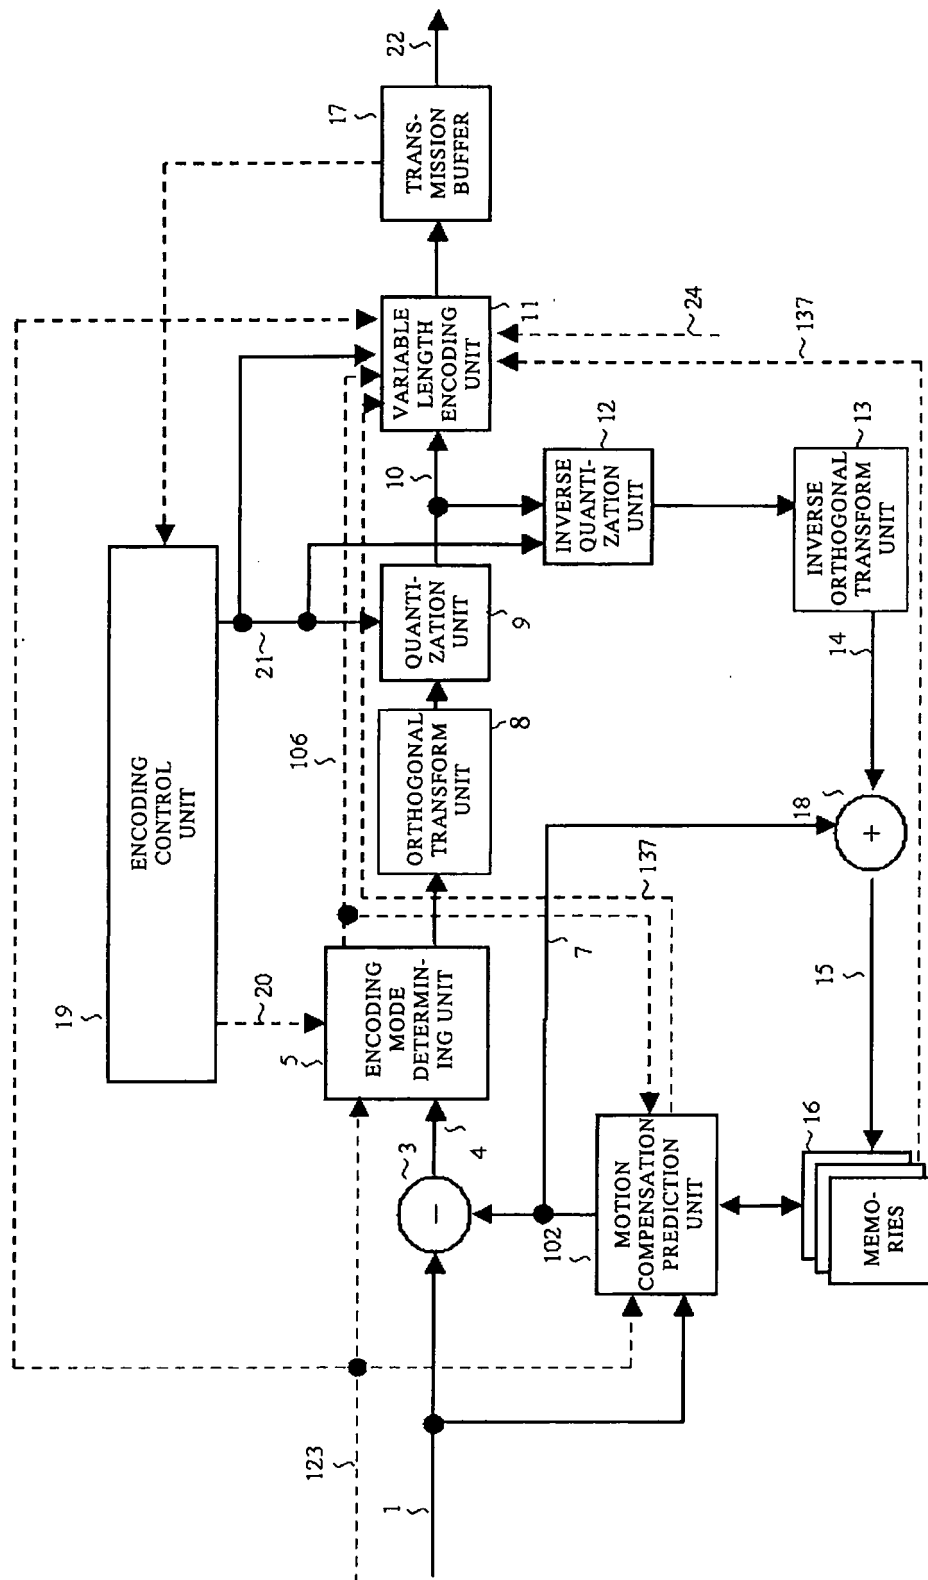 19
ENCODING
CONTROL
UNIT
17
TRANS-
MISSION
BUFFER
22
20
21
106
123
1
5
ENCODING
MODE
DETERMIN-
ING UNIT
3
−
4
ORTHOGONAL
TRANSFORM
UNIT
8
QUANTI-
ZATION
UNIT
9
10
VARIABLE
LENGTH
ENCODING
UNIT
11
24
137
102
MOTION
COMPENSATION
PREDICTION
UNIT
7
137
INVERSE
QUANTI-
ZATION
UNIT
12
INVERSE
ORTHOGONAL
TRANSFORM
UNIT
13
14
18
+
15
16
MEMO-
RIES